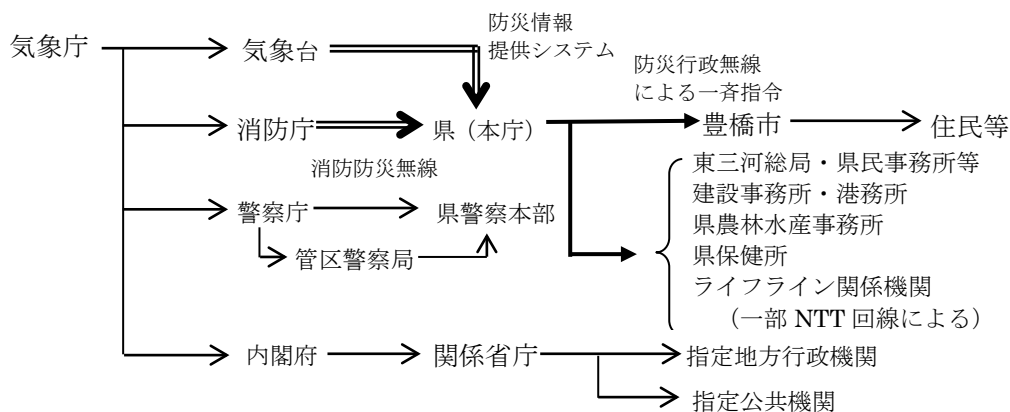 防災情報
提供システム
気象庁
気象台
防災行政無線
による一斉指令
消防庁
県（本庁）
豊橋市
住民等
消防防災無線
東三河総局・県民事務所等
建設事務所・港務所
県農林水産事務所
県保健所
ライフライン関係機関
（一部 NTT 回線による）
警察庁
県警察本部
管区警察局
内閣府
関係省庁
指定地方行政機関
指定公共機関